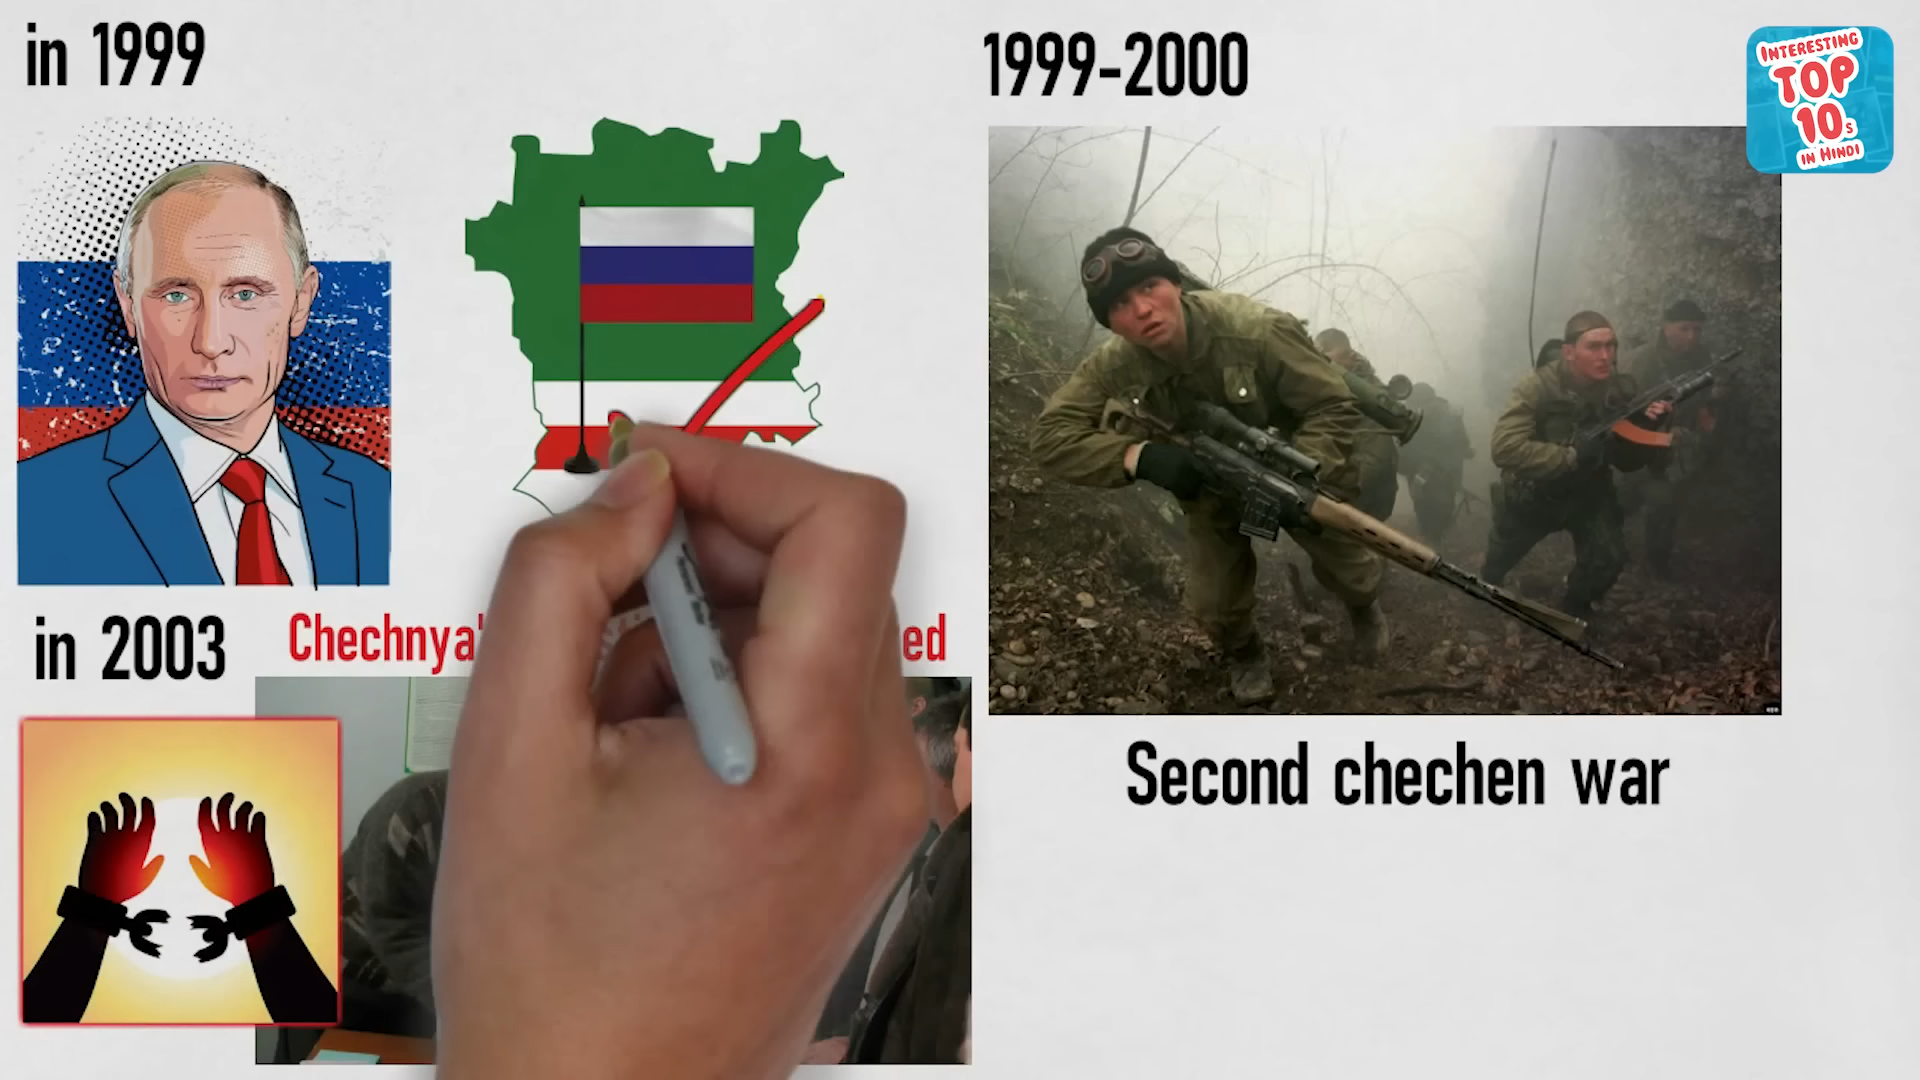 in 1999
1999-2000
INTERESTING
TOP
10s
IN HINDI
in 2003
Chechnya'
ed
Second chechen war